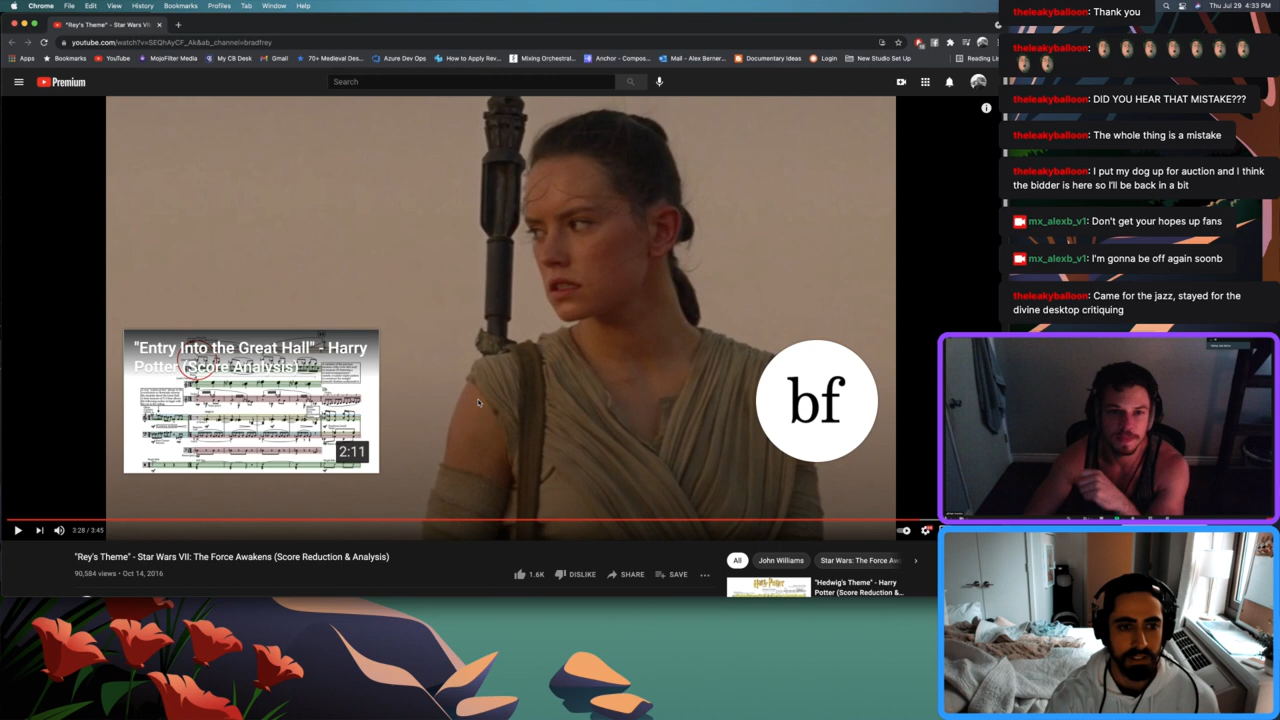 Chrome File Edit View History Bookmarks Profiles Tab Window Help
Thu Jul 29 4:33 PM
"Rey's Theme" - Star Wars VII:
youtube.com/watch?v=SEQhAyCF_Ak&ab_channel=bradfrey
Apps Bookmarks YouTube MojoFilter Media My CB Desk Gmail 70+ Medieval Des... Azure Dev Ops How to Apply Rev... Mixing Orchestral... Anchor - Compos... Mail - Alex Berner... Documentary Ideas Login New Studio Set Up Reading Li
Premium
Search
"Entry Into the Great Hall" - Harry
Potter (Score Analysis)
2:11
bf
3:28 / 3:45
"Rey's Theme" - Star Wars VII: The Force Awakens (Score Reduction & Analysis)
90,584 views • Oct 14, 2016
1.6K DISLIKE SHARE SAVE
All John Williams Star Wars: The Force Aw
"Hedwig's Theme" - Harry
Potter (Score Reduction &...
theleakyballoon: Thank you
theleakyballoon:
theleakyballoon: DID YOU HEAR THAT MISTAKE???
theleakyballoon: The whole thing is a mistake
theleakyballoon: I put my dog up for auction and I think
the bidder is here so I'll be back in a bit
mx_alexb_v1: Don't get your hopes up fans
mx_alexb_v1: I'm gonna be off again soonb
theleakyballoon: Came for the jazz, stayed for the
divine desktop critiquing